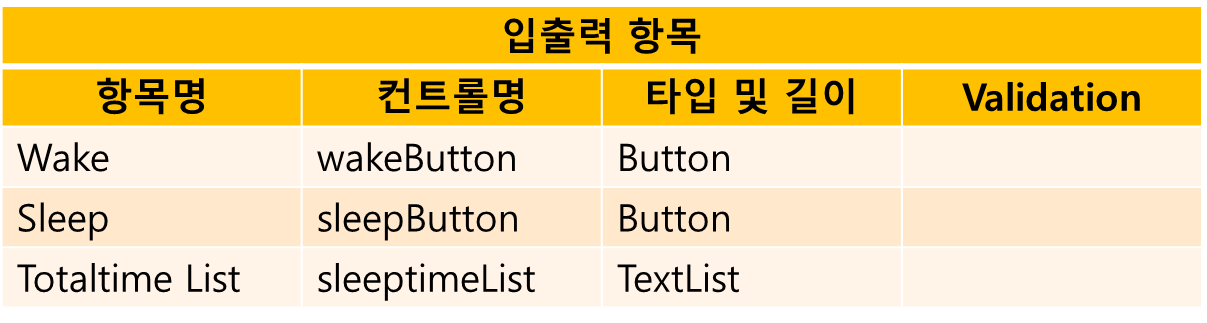 입출력 항목
항목명 컨트롤명 타입 및 길이 Validation
Wake wakeButton Button
Sleep sleepButton Button
Totaltime List sleeptimeList TextList